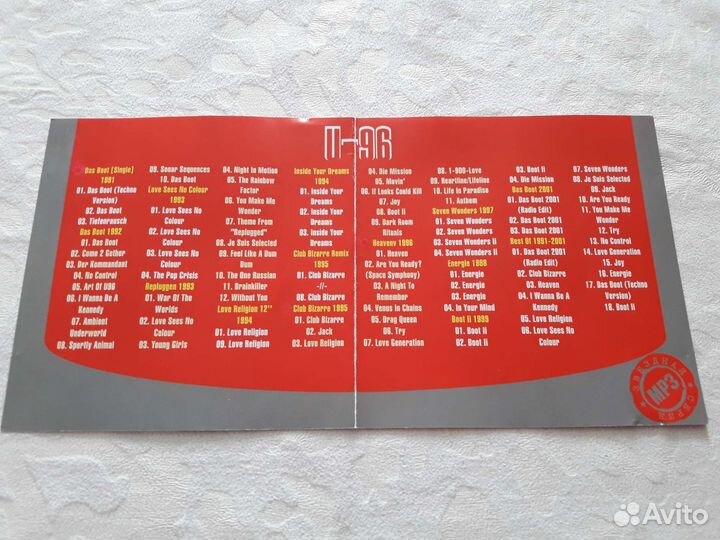 U-96
Das Boot (Single)
1991
01. Das Boot (Techno
Version)
02. Das Boot
03. Tiefenrausch
Das Boot 1992
01. Das Boot
02. Come 2 Gother
03. Der Kommandant
04. No Control
05. Art Of U96
06. I Wanna Be A
Kennedy
07. Ambient
Underworld
08. Sportly Animal
09. Sonar Sequences
10. Das Boot
Love Sees No Colour
1993
01. Love Sees No
Colour
02. Love Sees No
Colour
03. Love Sees No
Colour
04. The Pop Crisis
Repluggen 1993
01. War Of The
Worlds
02. Love Sees No
Colour
03. Young Girls
04. Night In Motion
05. The Rainbow
Factor
06. You Make Me
Wonder
07. Theme From
"Replugged"
08. Je Suis Selected
09. Feel Like A Dum
Dum
10. The One Russian
11. Brainkiller
12. Without You
Love Religion 12"
1994
01. Love Religion
02. Love Religion
Inside Your Dreams
1994
01. Inside Your
Dreams
02. Inside Your
Dreams
03. Inside Your
Dreams
Club Bizarre Remix
1995
01. Club Bizarre
-//-
08. Club Bizarre
Club Bizarre 1995
01. Club Bizarre
02. Jack
03. Love Religion
04. Die Mission
05. Movin'
06. If Looks Could Kill
07. Joy
08. Boot Ii
09. Dark Room
Rituals
Heavenv 1996
01. Heaven
02. Are You Ready?
(Space Symphony)
03. A Night To
Remember
04. Venus In Chains
05. Drag Queen
06. Try
07. Love Generation
08. 1-900-Love
09. Heartline/Lifeline
10. Life In Paradise
11. Anthem
Seven Wonders 1997
01. Seven Wonders
02. Seven Wonders
03. Seven Wonders Ii
04. Seven Wonders Ii
Energie 1998
01. Energie
02. Energie
03. Energie
04. In Your Mind
Boot Ii 1999
01. Boot Ii
02. Boot Ii
03. Boot Ii
04. Die Mission
Das Boot 2001
01. Das Boot 2001
(Radio Edit)
02. Das Boot 2001
03. Das Boot 2001
Best Of 1991-2001
01. Das Boot 2001
(Radio Edit)
02. Club Bizarre
03. Heaven
04. I Wanna Be A
Kennedy
05. Love Religion
06. Love Sees No
Colour
07. Seven Wonders
08. Je Suis Selected
09. Jack
10. Are You Ready
11. You Make Me
Wonder
12. Try
13. No Control
14. Love Generation
15. Joy
16. Energie
17. Das Boot (Techno
Version)
18. Boot Ii
ЗВЕЗДНАЯ
MP3
СЕРИЯ
Avito